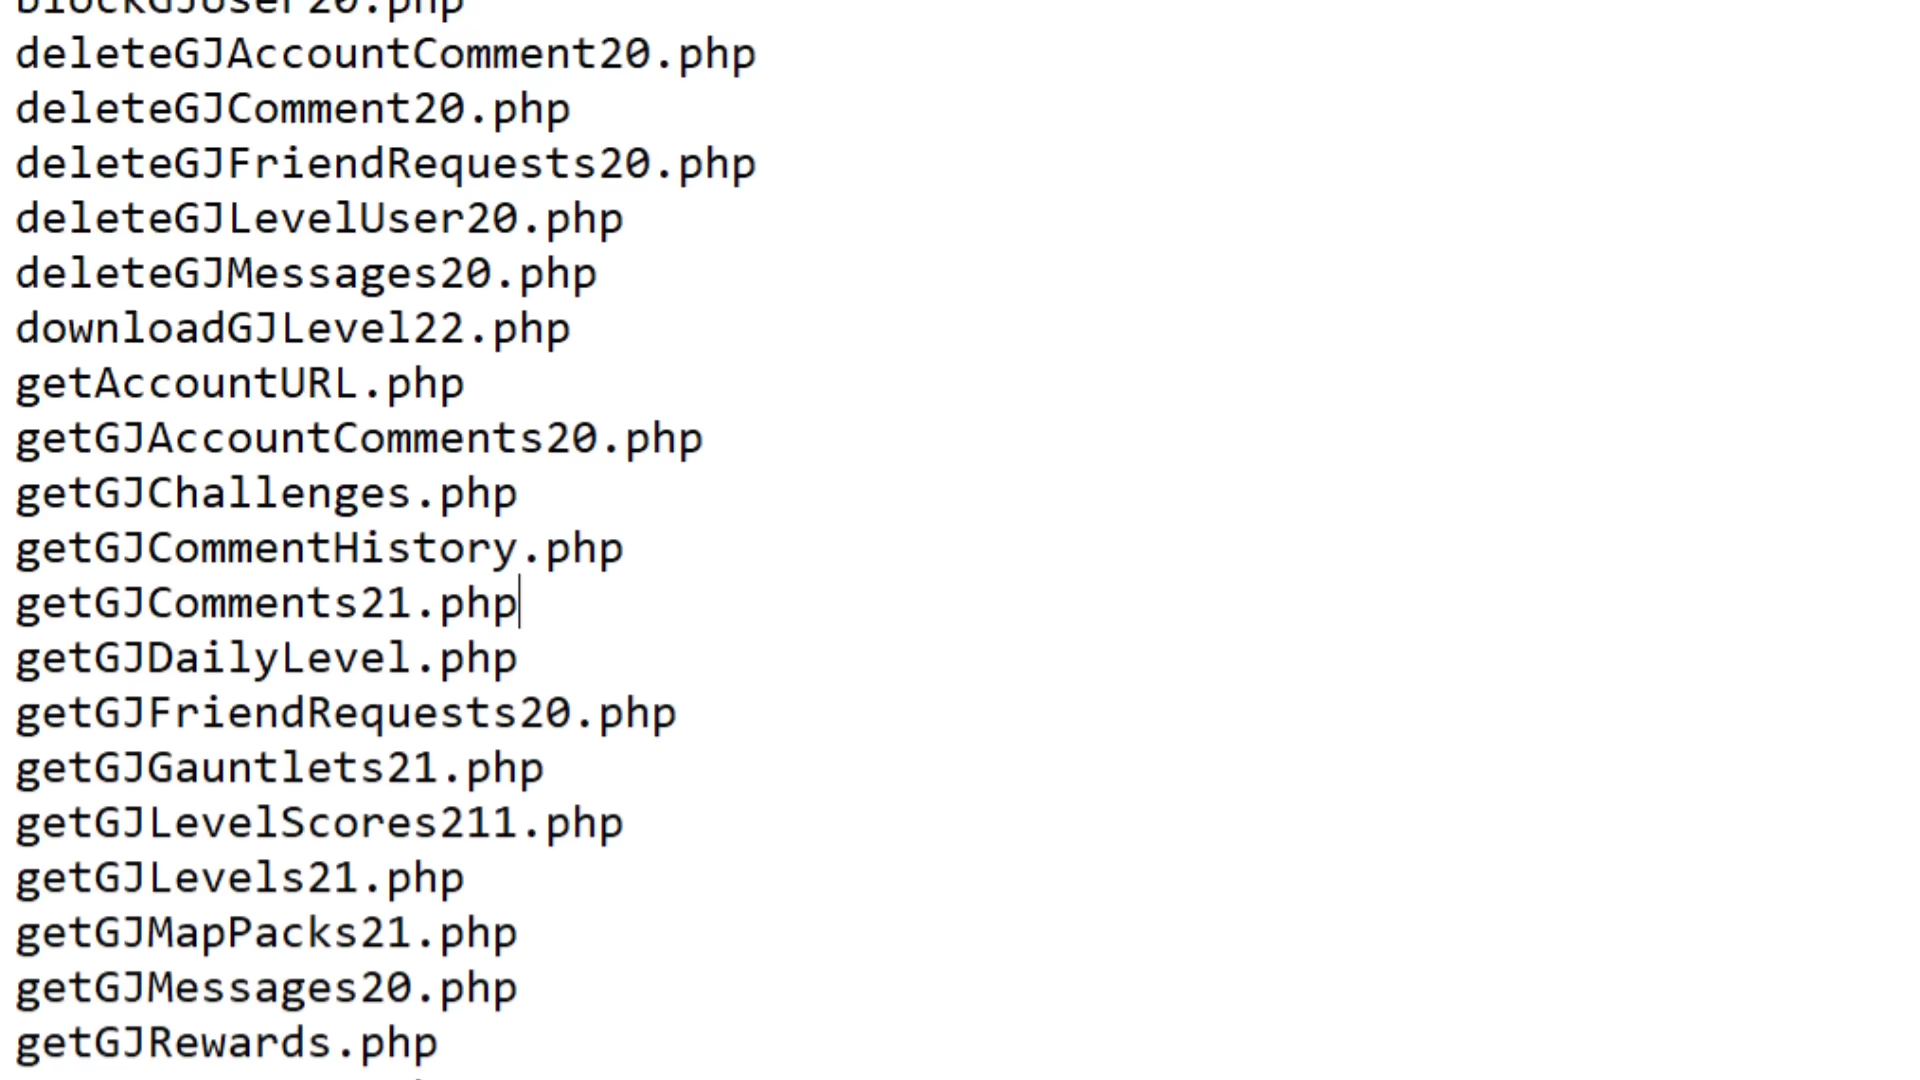 blockGJUser20.php
deleteGJAccountComment20.php
deleteGJComment20.php
deleteGJFriendRequests20.php
deleteGJLevelUser20.php
deleteGJMessages20.php
downloadGJLevel22.php
getAccountURL.php
getGJAccountComments20.php
getGJChallenges.php
getGJCommentHistory.php
getGJComments21.php
getGJDailyLevel.php
getGJFriendRequests20.php
getGJGauntlets21.php
getGJLevelScores211.php
getGJLevels21.php
getGJMapPacks21.php
getGJMessages20.php
getGJRewards.php